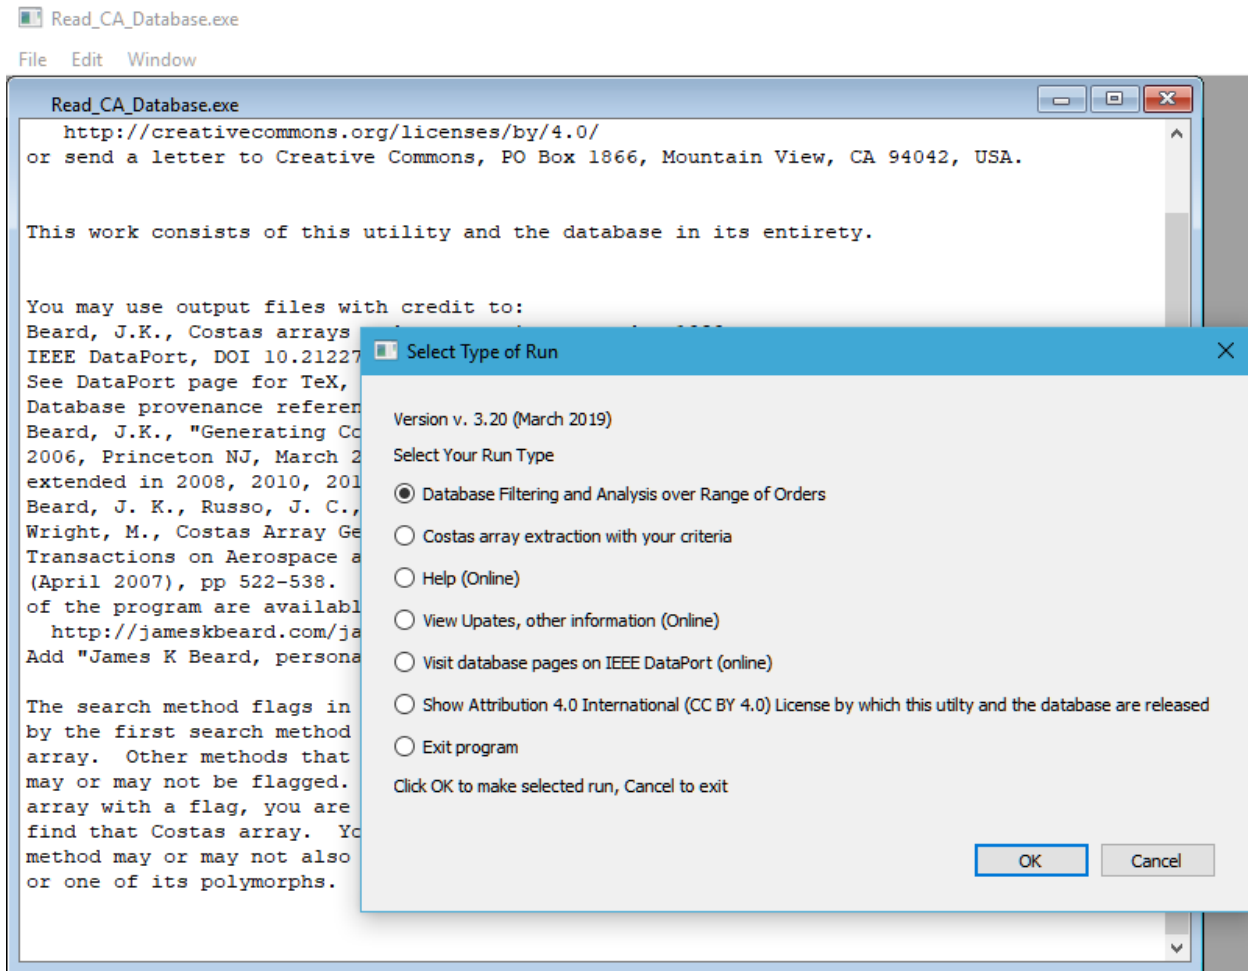 Read_CA_Database.exe
File Edit Window
Read_CA_Database.exe
http://creativecommons.org/licenses/by/4.0/
or send a letter to Creative Commons, PO Box 1866, Mountain View, CA 94042, USA.
This work consists of this utility and the database in its entirety.
You may use output files with credit to:
Beard, J.K., Costas arrays
IEEE DataPort, DOI 10.21227
See DataPort page for TeX,
Database provenance referen
Beard, J.K., "Generating Co
2006, Princeton NJ, March 2
extended in 2008, 2010, 201
Beard, J. K., Russo, J. C.,
Wright, M., Costas Array Ge
Transactions on Aerospace a
(April 2007), pp 522-538.
of the program are availabl
http://jameskbeard.com/ja
Add "James K Beard, persona
The search method flags in
by the first search method
array. Other methods that
may or may not be flagged.
array with a flag, you are
find that Costas array. Yo
method may or may not also
or one of its polymorphs.
Select Type of Run
Version v. 3.20 (March 2019)
Select Your Run Type
Database Filtering and Analysis over Range of Orders
Costas array extraction with your criteria
Help (Online)
View Upates, other information (Online)
Visit database pages on IEEE DataPort (online)
Show Attribution 4.0 International (CC BY 4.0) License by which this utilty and the database are released
Exit program
Click OK to make selected run, Cancel to exit
OK Cancel